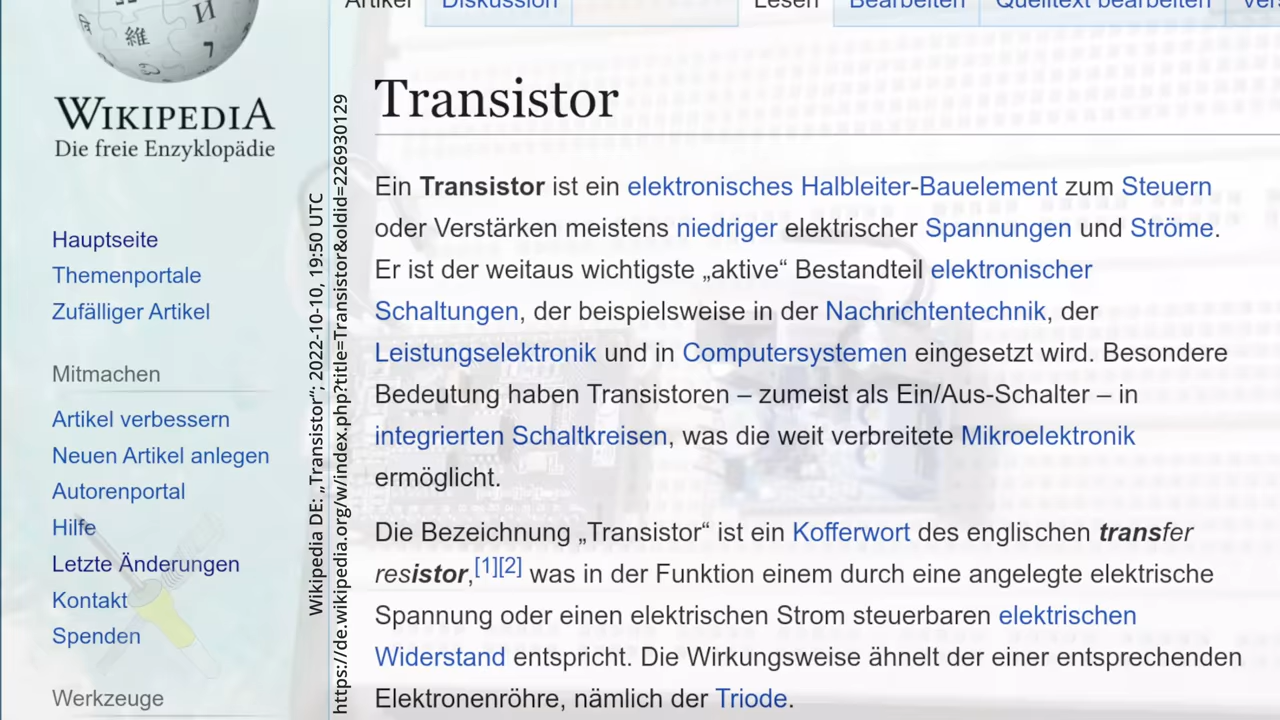 Artikel
Diskussion
Lesen
Bearbeiten
Quelltext bearbeiten
WIKIPEDIA
Die freie Enzyklopädie
Hauptseite
Themenportale
Zufälliger Artikel
Mitmachen
Artikel verbessern
Neuen Artikel anlegen
Autorenportal
Hilfe
Letzte Änderungen
Kontakt
Spenden
Werkzeuge
Wikipedia DE: „Transistor“; 2022-10-10, 19:50 UTC
https://de.wikipedia.org/w/index.php?title=Transistor&oldid=226930129
Transistor
Ein Transistor ist ein elektronisches Halbleiter-Bauelement zum Steuern
oder Verstärken meistens niedriger elektrischer Spannungen und Ströme.
Er ist der weitaus wichtigste „aktive“ Bestandteil elektronischer
Schaltungen, der beispielsweise in der Nachrichtentechnik, der
Leistungselektronik und in Computersystemen eingesetzt wird. Besondere
Bedeutung haben Transistoren – zumeist als Ein/Aus-Schalter – in
integrierten Schaltkreisen, was die weit verbreitete Mikroelektronik
ermöglicht.
Die Bezeichnung „Transistor“ ist ein Kofferwort des englischen transfer
resistor,[1][2] was in der Funktion einem durch eine angelegte elektrische
Spannung oder einen elektrischen Strom steuerbaren elektrischen
Widerstand entspricht. Die Wirkungsweise ähnelt der einer entsprechenden
Elektronenröhre, nämlich der Triode.